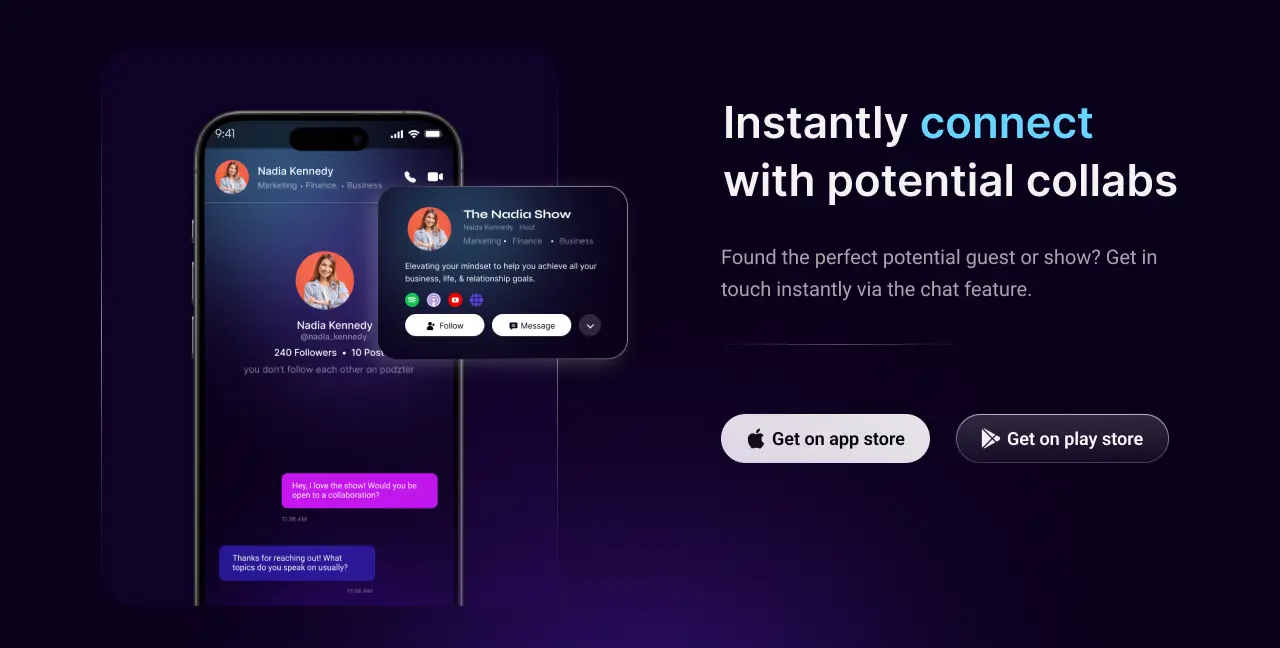 9:41
Nadia Kennedy
Marketing • Finance • Business
The Nadia Show
Naida Kennedy Host
Marketing • Finance • Business
Elevating your mindset to help you achieve all your
business, life, & relationship goals.
Follow
Message
Nadia Kennedy
@nadia_kennedy
240 Followers • 10 Post
you don't follow each other on podzter
Hey, I love the show! Would you be
open to a collaboration?
11:36 AM
Thanks for reaching out! What
topics do you speak on usually?
11:36 AM
Instantly connect
with potential collabs
Found the perfect potential guest or show? Get in
touch instantly via the chat feature.
Get on app store
Get on play store